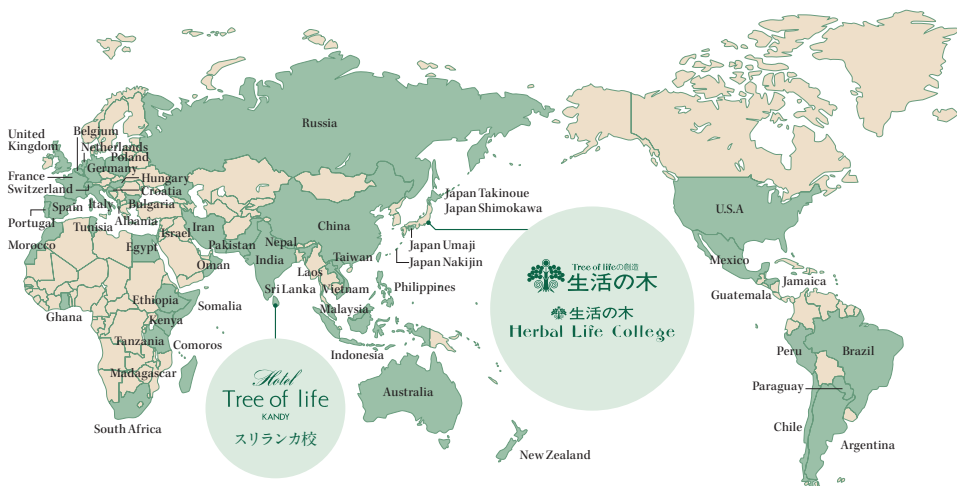 Russia
United
Kingdom
Belgium
Netherlands
Poland
Germany
France
Switzerland
Hungary
Croatia
Spain
Italy
Bulgaria
Portugal
Tunisia
Albania
Morocco
Israel
Iran
Egypt
Pakistan
Nepal
China
Oman
India
Taiwan
Laos
Sri Lanka
Vietnam
Philippines
Ethiopia
Somalia
Ghana
Kenya
Malaysia
Tanzania
Comoros
Indonesia
Madagascar
South Africa
Australia
New Zealand
Japan Takinoue
Japan Shimokawa
Japan Umaji
Japan Nakijin
Tree of lifeの創造
生活の木
生活の木
Herbal Life College
Hotel
Tree of life
KANDY
スリランカ校
U.S.A
Mexico
Guatemala
Jamaica
Peru
Brazil
Paraguay
Chile
Argentina